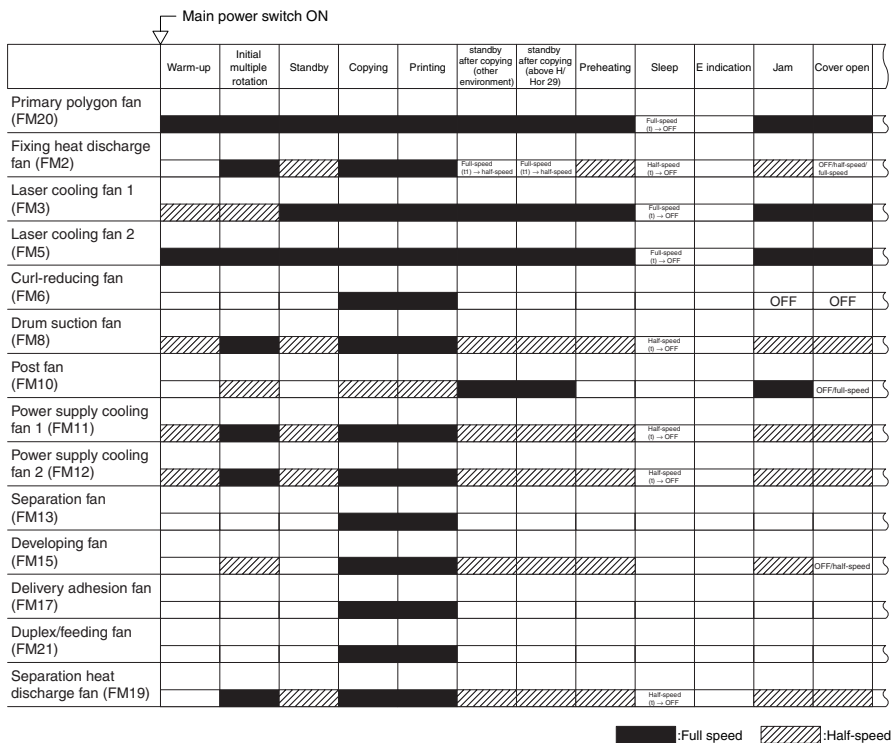 Main power switch ON
Warm-up
Initial
multiple
rotation
Standby
Copying
Printing
standby
after copying
(other
environment)
standby
after copying
(above H/
Hor 29)
Preheating
Sleep
E indication
Jam
Cover open
Primary polygon fan
(FM20)
Full-speed
(t) → OFF
Fixing heat discharge
fan (FM2)
Full-speed
(t1) → half-speed
Full-speed
(t1) → half-speed
Half-speed
(t) → OFF
OFF/half-speed/
full-speed
Laser cooling fan 1
(FM3)
Full-speed
(t) → OFF
Laser cooling fan 2
(FM5)
Full-speed
(t) → OFF
Curl-reducing fan
(FM6)
OFF
OFF
Drum suction fan
(FM8)
Half-speed
(t) → OFF
Post fan
(FM10)
OFF/full-speed
Power supply cooling
fan 1 (FM11)
Half-speed
(t) → OFF
Power supply cooling
fan 2 (FM12)
Half-speed
(t) → OFF
Separation fan
(FM13)
Developing fan
(FM15)
OFF/half-speed
Delivery adhesion fan
(FM17)
Duplex/feeding fan
(FM21)
Separation heat
discharge fan (FM19)
Half-speed
(t) → OFF
:Full speed
:Half-speed